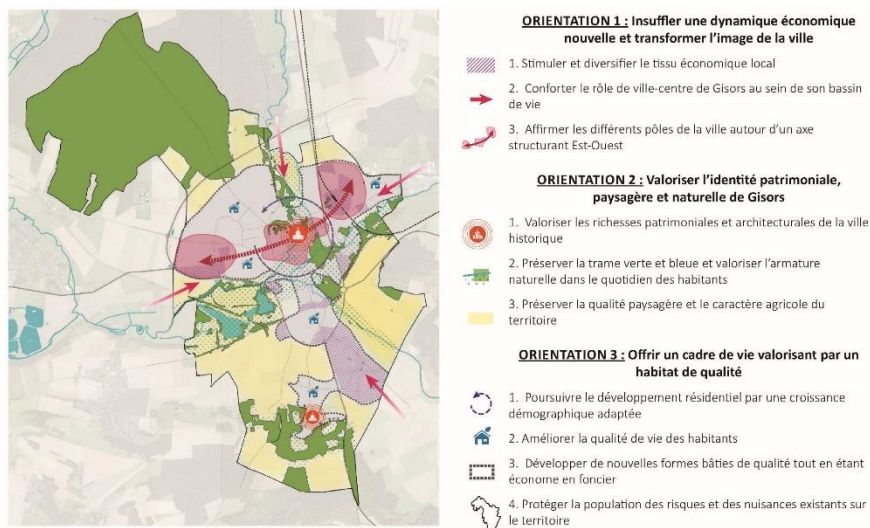 ORIENTATION 1 : Insuffler une dynamique économique
nouvelle et transformer l'image de la ville
1. Stimuler et diversifier le tissu économique local
2. Conforter le rôle de ville-centre de Gisors au sein de son bassin
de vie
3. Affirmer les différents pôles de la ville autour d'un axe
structurant Est-Ouest
ORIENTATION 2 : Valoriser l'identité patrimoniale,
paysagère et naturelle de Gisors
1. Valoriser les richesses patrimoniales et architecturales de la ville
historique
2. Préserver la trame verte et bleue et valoriser l'armature
naturelle dans le quotidien des habitants
3. Préserver la qualité paysagère et le caractère agricole du
territoire
ORIENTATION 3 : Offrir un cadre de vie valorisant par un
habitat de qualité
1. Poursuivre le développement résidentiel par une croissance
démographique adaptée
2. Améliorer la qualité de vie des habitants
3. Développer de nouvelles formes bâties de qualité tout en étant
économe en foncier
4. Protéger la population des risques et des nuisances existants sur
le territoire